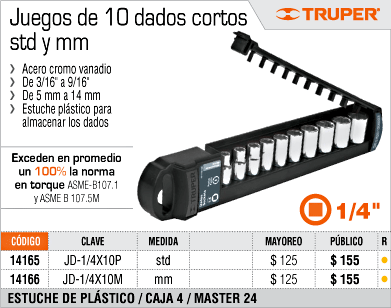 Juegos de 10 dados cortos
std y mm
TRUPER®
Acero cromo vanadio
De 3/16" a 9/16"
De 5 mm a 14 mm
Estuche plástico para
almacenar los dados
Exceden en promedio
un 100% la norma
en torque ASME-B107.1
y ASME B 107.5M
1/4"
CÓDIGO CLAVE MEDIDA MAYOREO PÚBLICO R
14165 JD-1/4X10P std $ 125 $ 155
14166 JD-1/4X10M mm $ 125 $ 155
ESTUCHE DE PLÁSTICO / CAJA 4 / MASTER 24